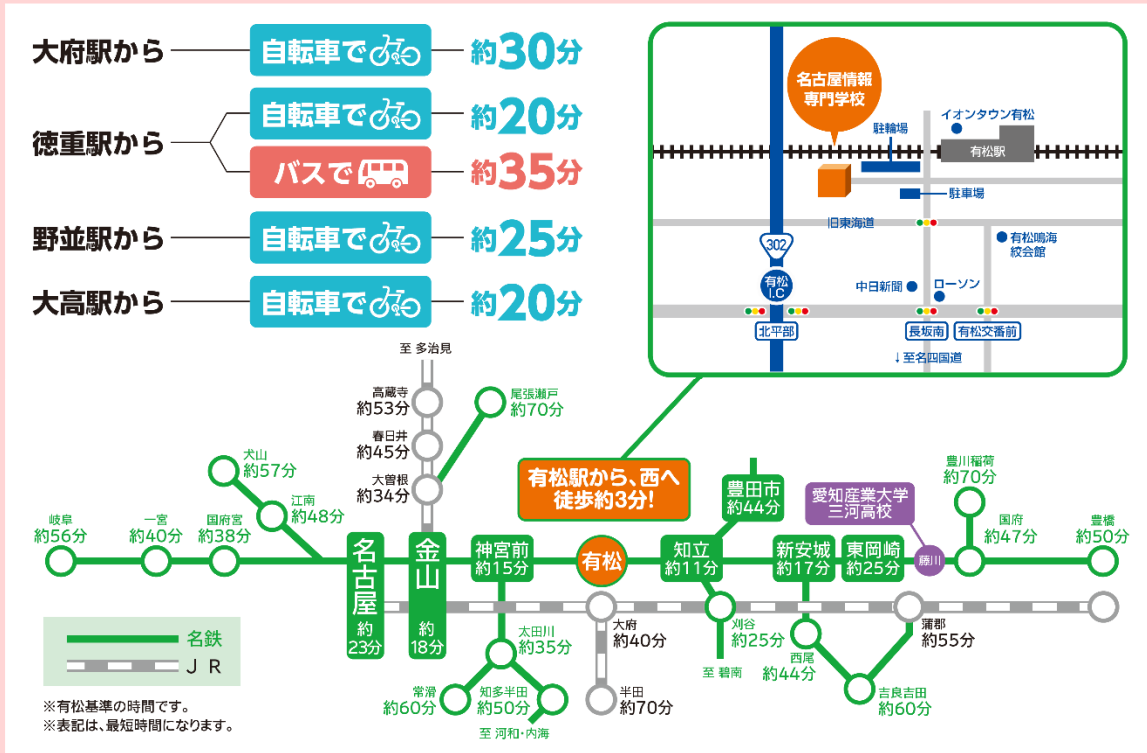 大府駅から 自転車で 約30分
徳重駅から 自転車で 約20分
バスで 約35分
野並駅から 自転車で 約25分
大高駅から 自転車で 約20分
名古屋情報
専門学校
イオンタウン有松
駐輪場
有松駅
駐車場
旧東海道
302
有松
I.C
有松鳴海
絞会館
中日新聞
ローソン
北平部
長坂南
有松交番前
↓至名四国道
至 多治見
高蔵寺
約53分
春日井
約45分
大曽根
約34分
尾張瀬戸
約70分
有松駅から、西へ
徒歩約3分!
犬山
約57分
江南
約48分
岐阜
約56分
一宮
約40分
国府宮
約38分
名古屋
約
23分
金山
約
18分
神宮前
約15分
有松
知立
約11分
豊田市
約44分
新安城
約17分
東岡崎
約25分
愛知産業大学
三河高校
藤川
豊川稲荷
約70分
国府
約47分
豊橋
約50分
太田川
約35分
常滑
約60分
知多半田
約50分
至 河和・内海
大府
約40分
半田
約70分
刈谷
約25分
至 碧南
西尾
約44分
吉良吉田
約60分
蒲郡
約55分
名鉄
JR
※有松基準の時間です。
※表記は、最短時間になります。